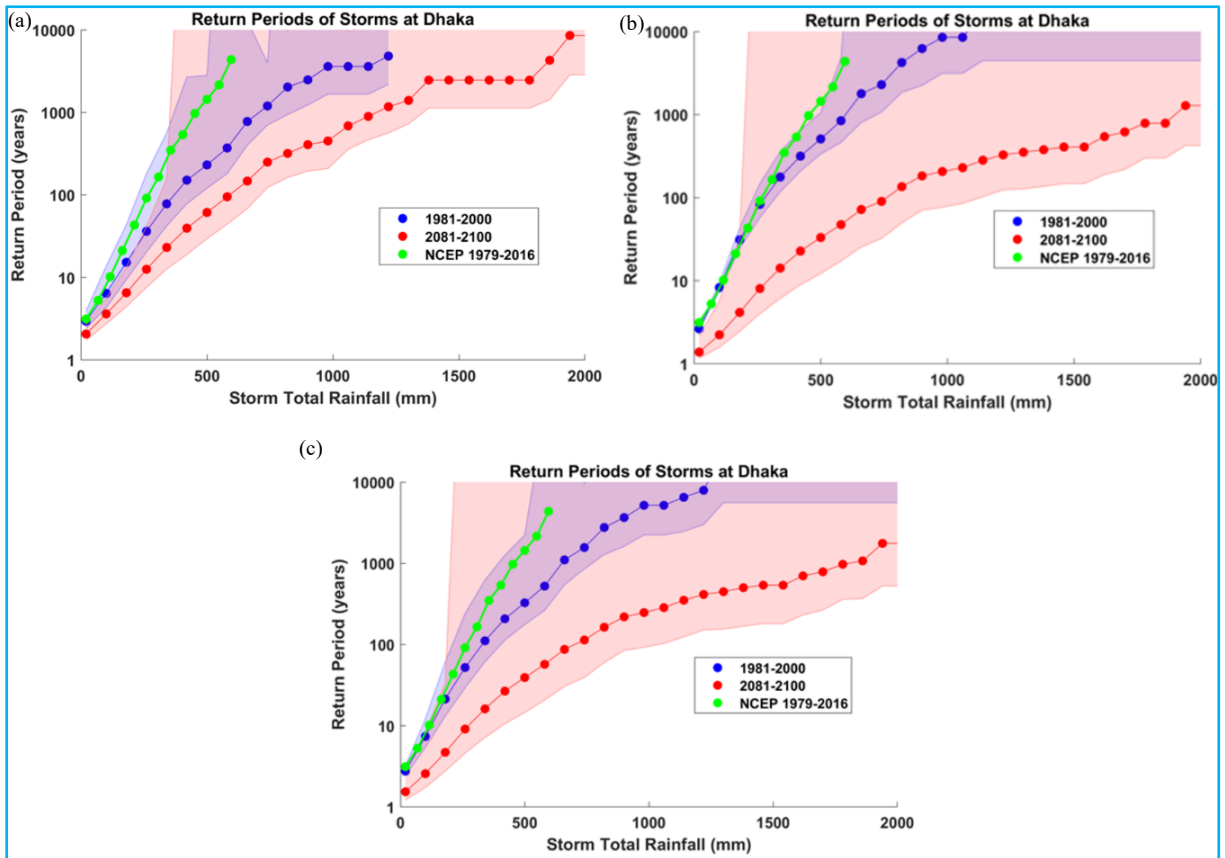 (a)
Return Periods of Storms at Dhaka
10000
1000
100
10
1
Return Period (years)
0 500 1000 1500 2000
Storm Total Rainfall (mm)
1981-2000
2081-2100
NCEP 1979-2016
(b)
Return Periods of Storms at Dhaka
10000
1000
100
10
1
Return Period (years)
0 500 1000 1500 2000
Storm Total Rainfall (mm)
1981-2000
2081-2100
NCEP 1979-2016
(c)
Return Periods of Storms at Dhaka
10000
1000
100
10
1
Return Period (years)
0 500 1000 1500 2000
Storm Total Rainfall (mm)
1981-2000
2081-2100
NCEP 1979-2016